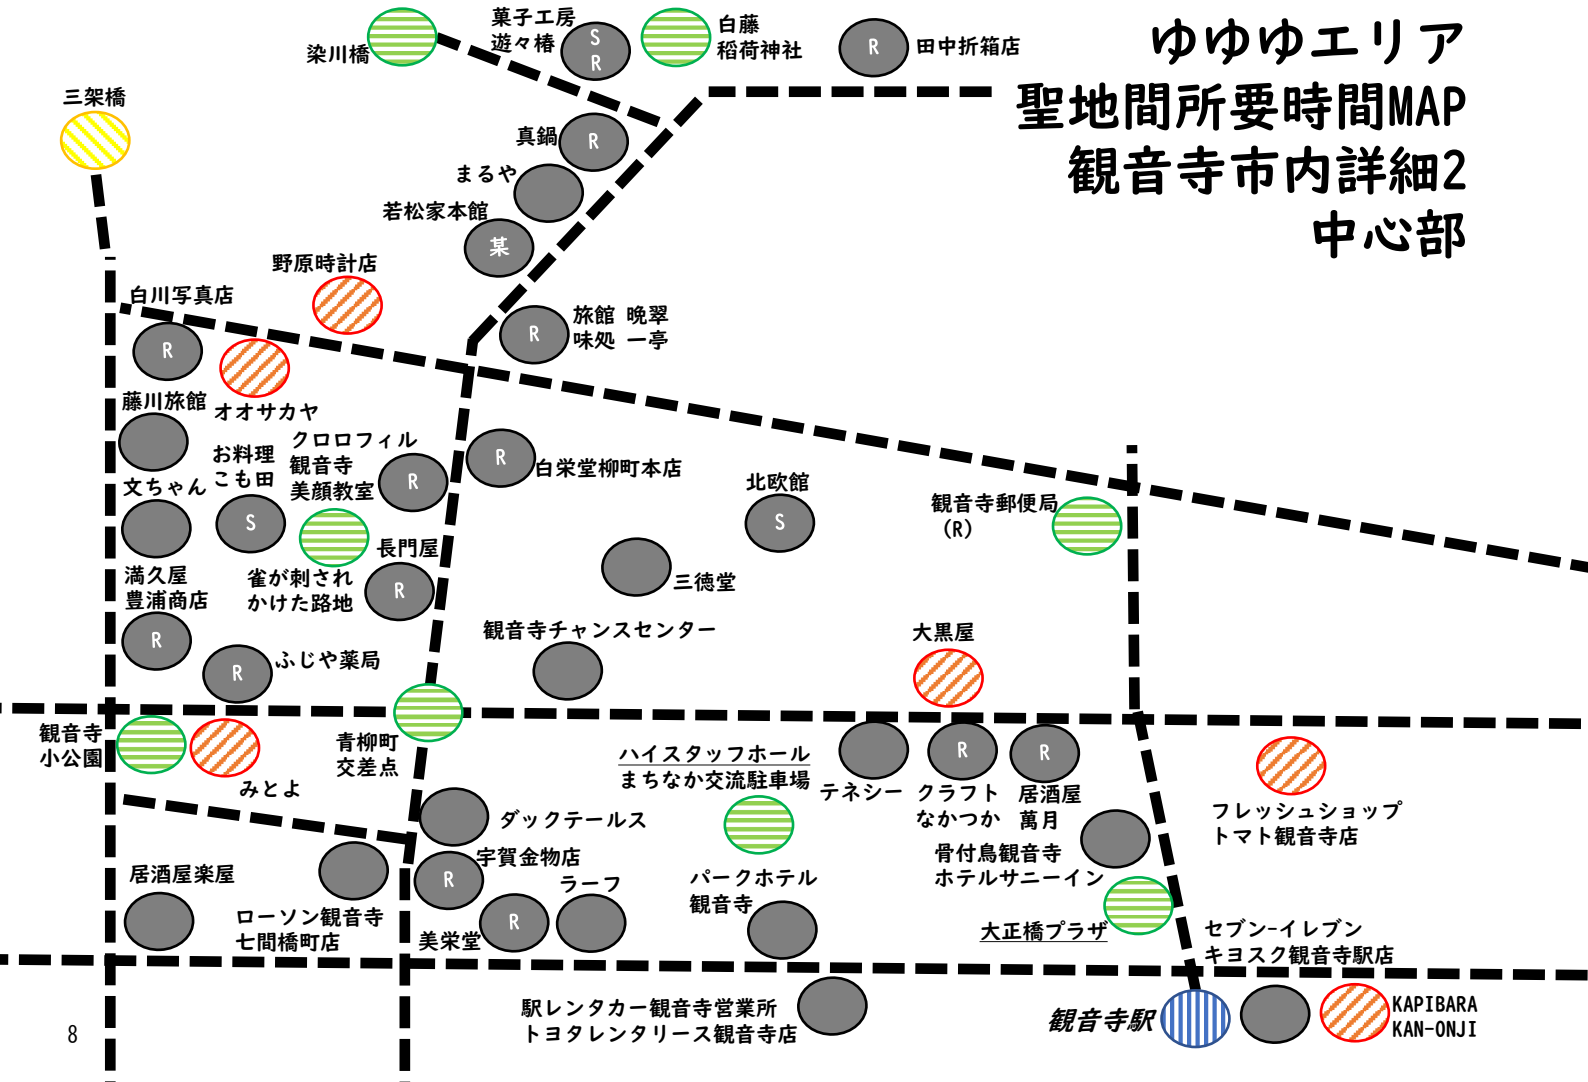 ゆゆゆエリア
聖地間所要時間MAP
観音寺市内詳細2
中心部
染川橋
菓子工房
遊々椿
S
R
白藤
稲荷神社
R
田中折箱店
三架橋
真鍋
R
まるや
若松家本館
某
野原時計店
白川写真店
R
旅館 晩翠
味処 一亭
R
オオサカヤ
藤川旅館
お料理
こも田
S
クロロフィル
観音寺
美顔教室
R
R
白栄堂柳町本店
文ちゃん
北欧館
S
観音寺郵便局
(R)
雀が刺され
かけた路地
長門屋
R
三徳堂
満久屋
豊浦商店
R
ふじや薬局
R
観音寺チャンスセンター
大黒屋
観音寺
小公園
みとよ
青柳町
交差点
ハイスタッフホール
まちなか交流駐車場
テネシー
R
クラフト
なかつか
R
居酒屋
萬月
フレッシュショップ
トマト観音寺店
ダックテールス
宇賀金物店
R
骨付鳥観音寺
ホテルサニーイン
居酒屋楽屋
ローソン観音寺
七間橋町店
美栄堂
R
ラーフ
パークホテル
観音寺
大正橋プラザ
セブン-イレブン
キヨスク観音寺駅店
駅レンタカー観音寺営業所
トヨタレンタリース観音寺店
観音寺駅
KAPIBARA
KAN-ONJI
8